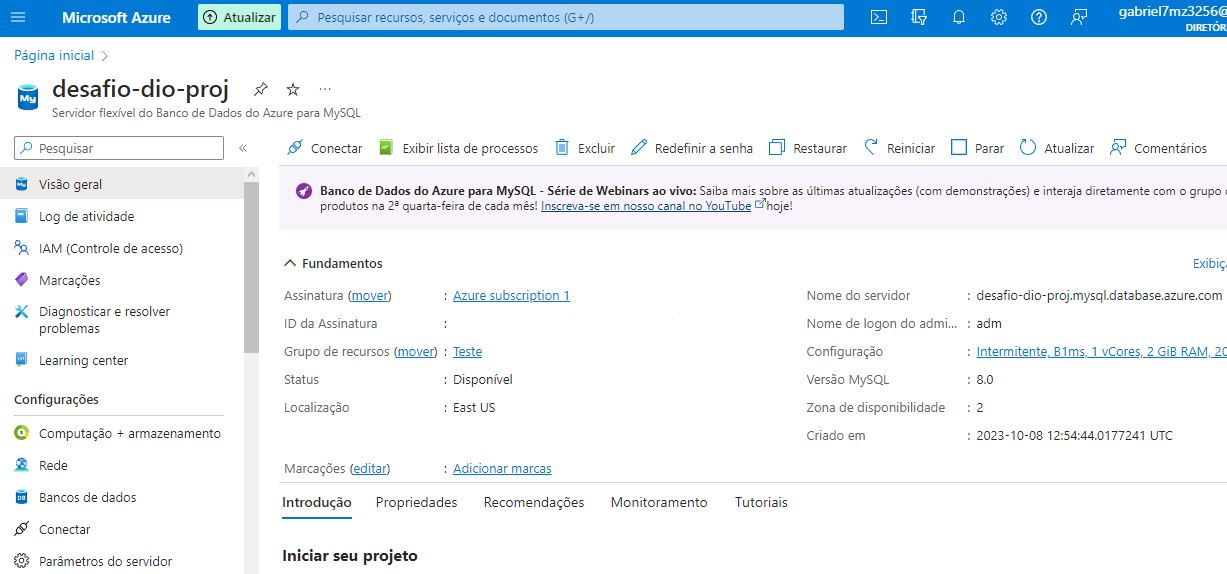 Microsoft Azure
Atualizar
Pesquisar recursos, serviços e documentos (G+/)
gabriel7mz3256@
DIRETÓR
Página inicial
desafio-dio-proj
My
Servidor flexível do Banco de Dados do Azure para MySQL
Pesquisar
Visão geral
Log de atividade
IAM (Controle de acesso)
Marcações
Diagnosticar e resolver
problemas
Learning center
Configurações
Computação + armazenamento
Rede
Bancos de dados
Conectar
Parâmetros do servidor
Conectar
Exibir lista de processos
Excluir
Redefinir a senha
Restaurar
Reiniciar
Parar
Atualizar
Comentários
Banco de Dados do Azure para MySQL - Série de Webinars ao vivo: Saiba mais sobre as últimas atualizações (com demonstrações) e interaja diretamente com o grupo
produtos na 2ª quarta-feira de cada mês! Inscreva-se em nosso canal no YouTube hoje!
Fundamentos
Assinatura (mover) : Azure subscription 1
ID da Assinatura :
Grupo de recursos (mover) : Teste
Status : Disponível
Localização : East US
Marcações (editar) : Adicionar marcas
Exibiç
Nome do servidor : desafio-dio-proj.mysql.database.azure.com
Nome de logon do admi... : adm
Configuração : Intermitente, B1ms, 1 vCores, 2 GiB RAM, 20
Versão MySQL : 8.0
Zona de disponibilidade : 2
Criado em : 2023-10-08 12:54:44.0177241 UTC
Introdução
Propriedades
Recomendações
Monitoramento
Tutoriais
Iniciar seu projeto